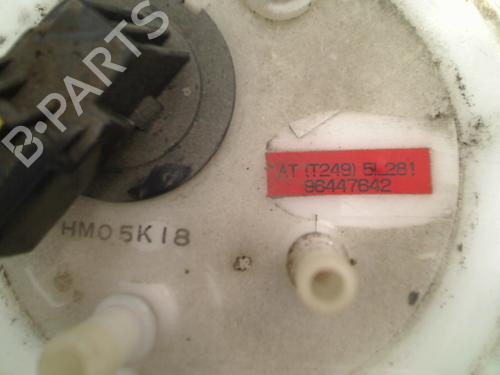 B-PARTS
AT (T249) 5L281
96447642
HM05K18